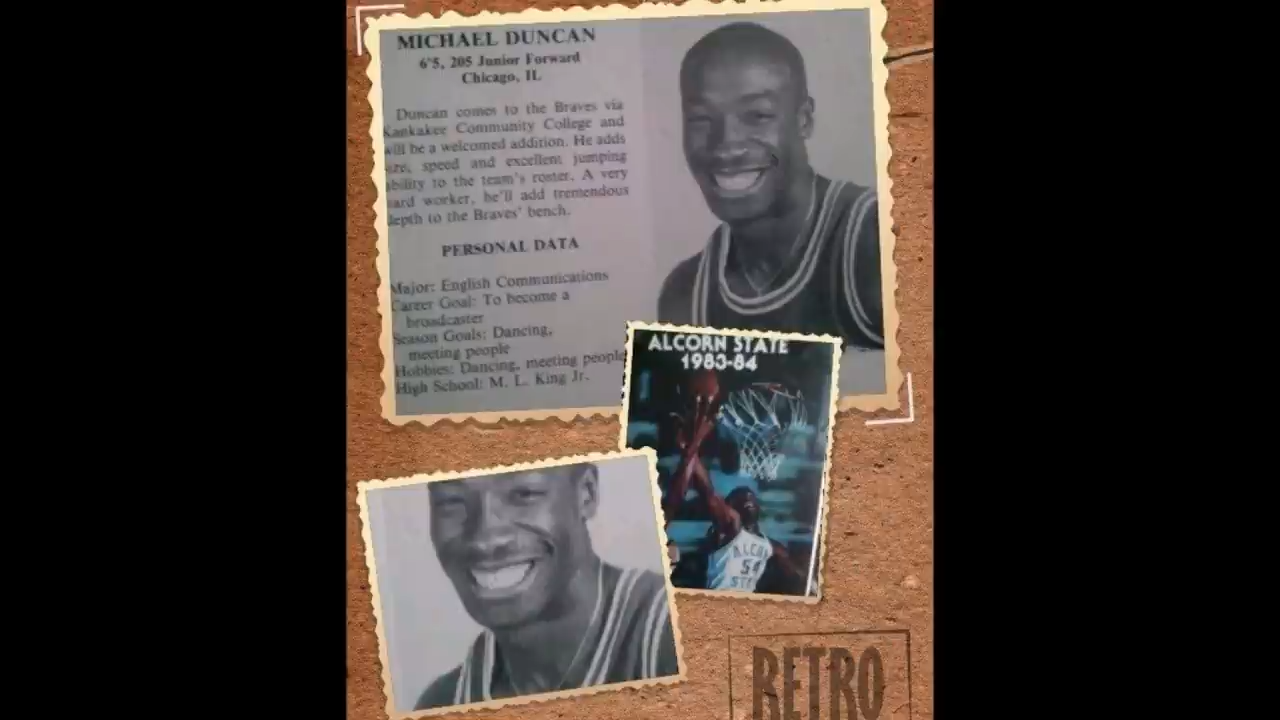 MICHAEL DUNCAN
6'5, 205 Junior Forward
Chicago, IL
Duncan comes to the Braves via
Kankakee Community College and
will be a welcomed addition. He adds
size, speed and excellent jumping
ability to the team's roster. A very
hard worker, he'll add tremendous
depth to the Braves' bench.
PERSONAL DATA
Major: English Communications
Career Goal: To become a
broadcaster
Season Goals: Dancing,
meeting people
Hobbies: Dancing, meeting people
High School: M. L. King Jr.
ALCORN STATE
1983-84
ALCO
54
STE
RETRO